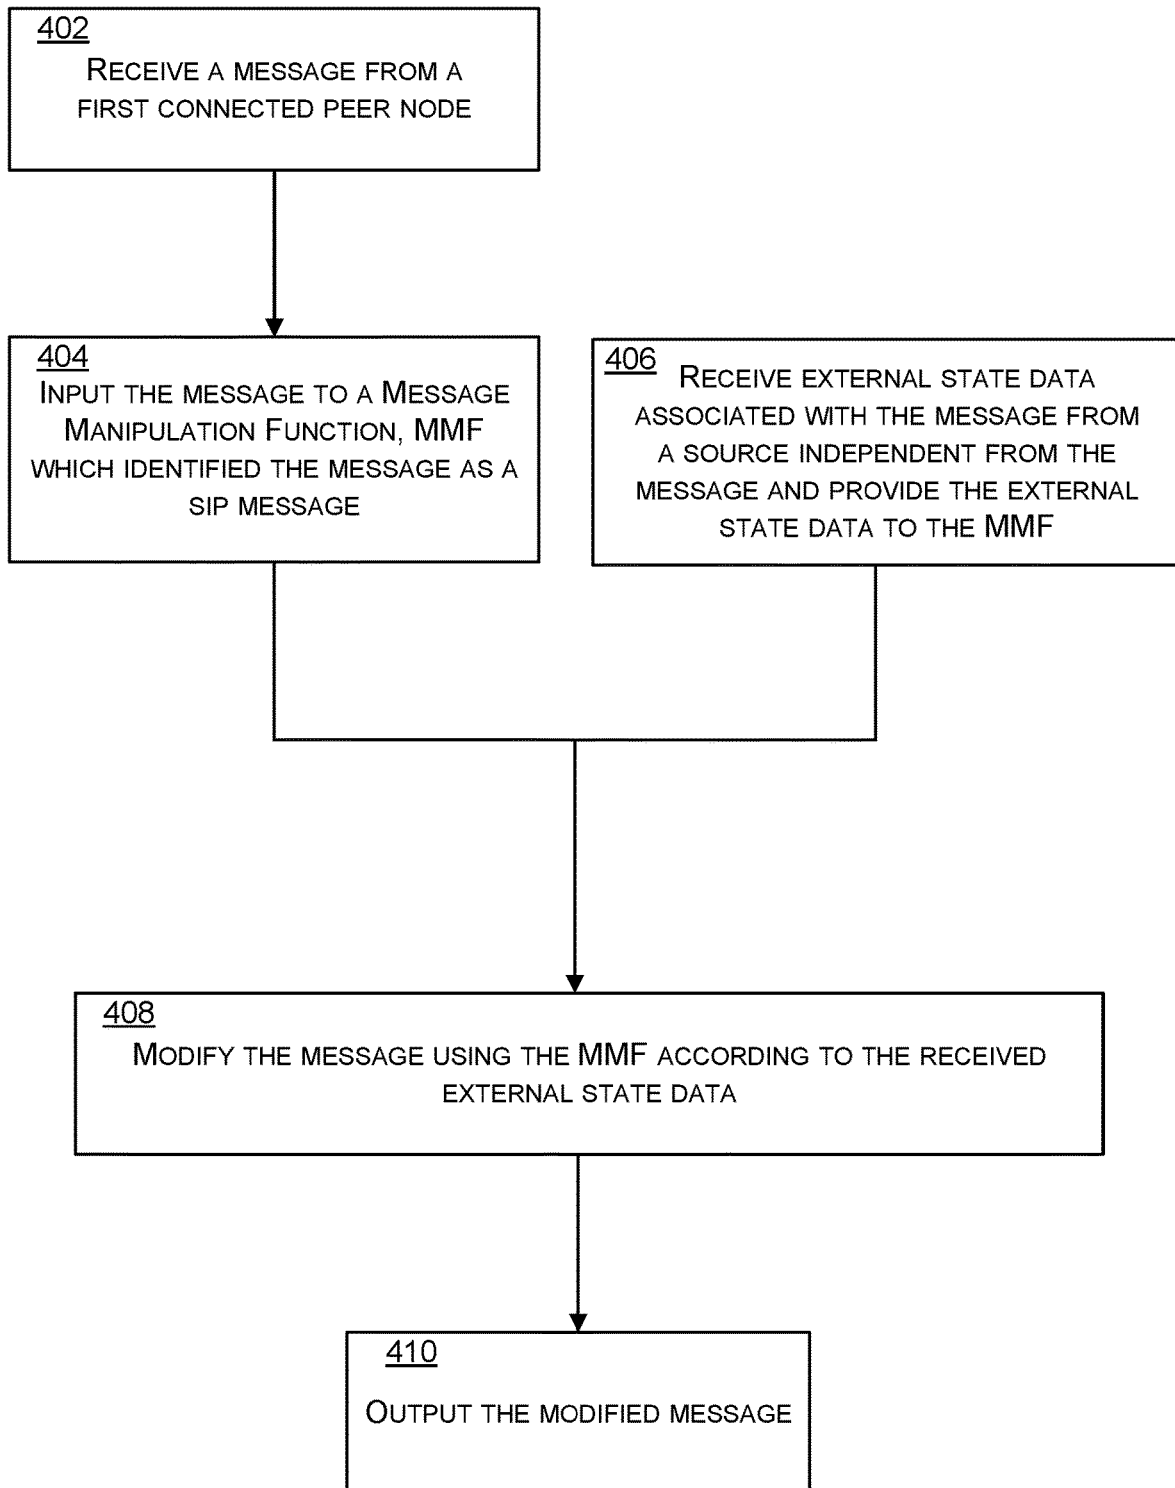 402
RECEIVE A MESSAGE FROM A
FIRST CONNECTED PEER NODE
404
INPUT THE MESSAGE TO A MESSAGE
MANIPULATION FUNCTION, MMF
WHICH IDENTIFIED THE MESSAGE AS A
SIP MESSAGE
406
RECEIVE EXTERNAL STATE DATA
ASSOCIATED WITH THE MESSAGE FROM
A SOURCE INDEPENDENT FROM THE
MESSAGE AND PROVIDE THE EXTERNAL
STATE DATA TO THE MMF
408
MODIFY THE MESSAGE USING THE MMF ACCORDING TO THE RECEIVED
EXTERNAL STATE DATA
410
OUTPUT THE MODIFIED MESSAGE